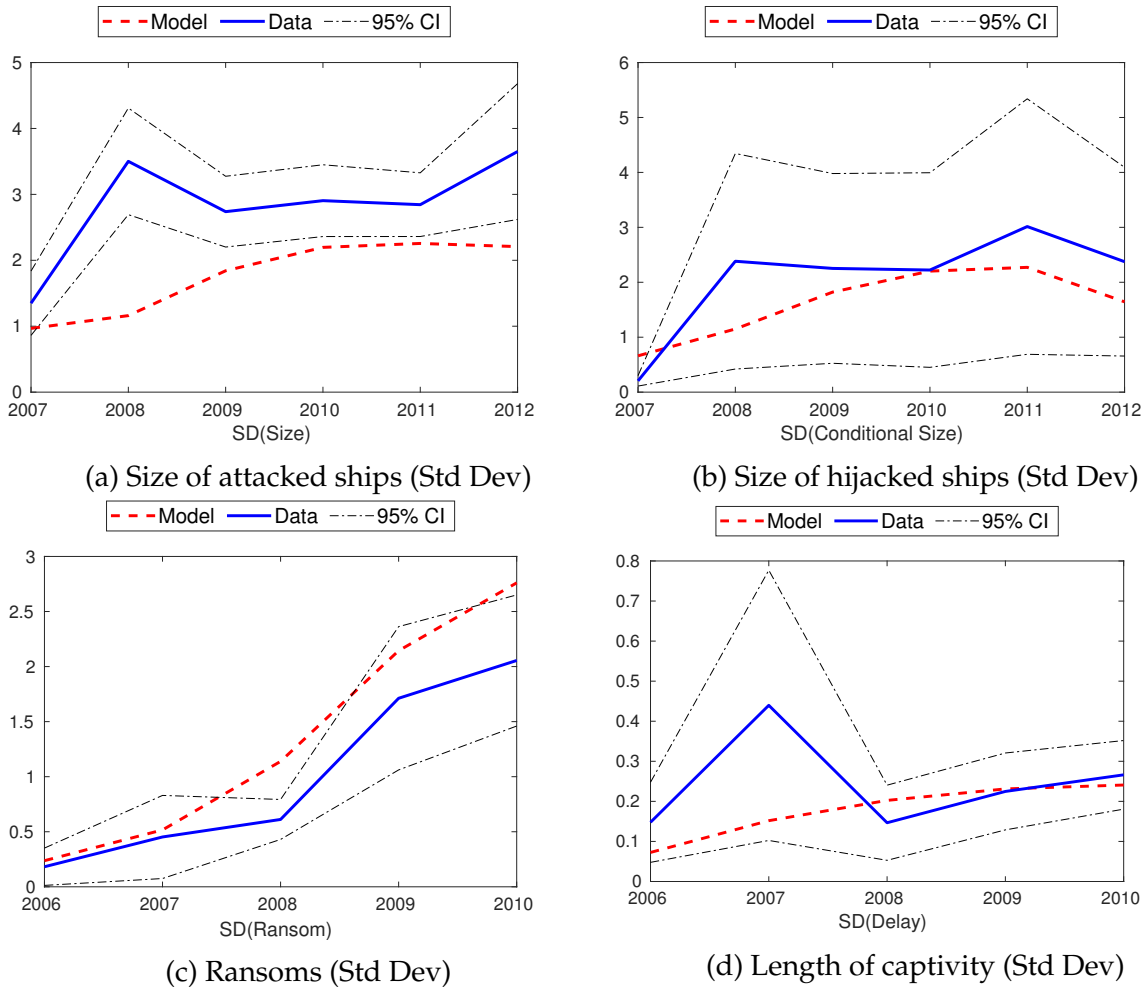 Model Data 95% CI
5
4
3
2
1
0
2007 2008 2009 2010 2011 2012
SD(Size)
(a) Size of attacked ships (Std Dev)
Model Data 95% CI
6
5
4
3
2
1
0
2007 2008 2009 2010 2011 2012
SD(Conditional Size)
(b) Size of hijacked ships (Std Dev)
Model Data 95% CI
3
2.5
2
1.5
1
0.5
0
2006 2007 2008 2009 2010
SD(Ransom)
(c) Ransoms (Std Dev)
Model Data 95% CI
0.8
0.7
0.6
0.5
0.4
0.3
0.2
0.1
0
2006 2007 2008 2009 2010
SD(Delay)
(d) Length of captivity (Std Dev)